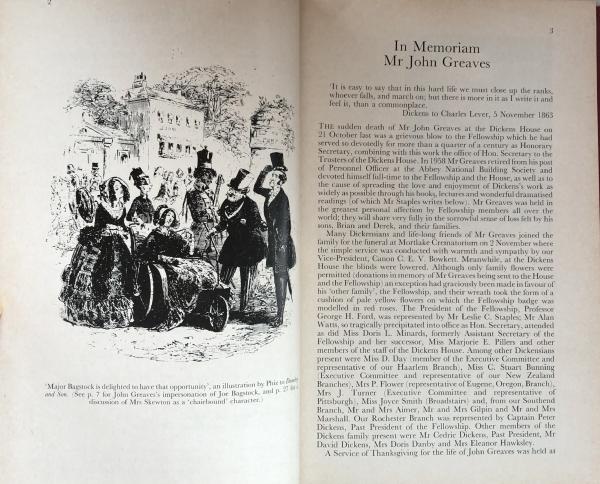 2
'Major Bagstock is delighted to have that opportunity', an illustration by Phiz to Dombey
and Son. (See p. 7 for John Greaves's impersonation of Joe Bagstock, and p. 27 for a
discussion of Mrs Skewton as a 'chairbound' character.)
3
In Memoriam
Mr John Greaves
'It is easy to say that in this hard life we must close up the ranks,
whoever falls, and march on; but there is more in it as I write it and
feel it, than a commonplace.
Dickens to Charles Lever, 5 November 1863
THE sudden death of Mr John Greaves at the Dickens House on
21 October last was a grievous blow to the Fellowship which he had
served so devotedly for more than a quarter of a century as Honorary
Secretary, combining with this work the office of Hon. Secretary to the
Trustees of the Dickens House. In 1958 Mr Greaves retired from his post
of Personnel Officer at the Abbey National Building Society and
devoted himself full-time to the Fellowship and the House, as well as to
the cause of spreading the love and enjoyment of Dickens's work as
widely as possible through his books, lectures and wonderful dramatised
readings (of which Mr Staples writes below). Mr Greaves was held in
the greatest personal affection by Fellowship members all over the
world; they will share very fully in the sorrowful sense of loss felt by his
sons, Brian and Derek, and their families.
Many Dickensians and life-long friends of Mr Greaves joined the
family for the funeral at Mortlake Crematorium on 2 November where
the simple service was conducted with warmth and sympathy by our
Vice-President, Canon C. E. V. Bowkett. Meanwhile, at the Dickens
House the blinds were lowered. Although only family flowers were
permitted (donations in memory of Mr Greaves being sent to the House
and the Fellowship) an exception had graciously been made in favour of
his 'other family', the Fellowship, and their wreath took the form of a
cushion of pale yellow flowers on which the Fellowship badge was
modelled in red roses. The President of the Fellowship, Professor
George H. Ford, was represented by Mr Leslie C. Staples; Mr Alan
Watts, so tragically precipitated into office as Hon. Secretary, attended
as did Miss Doris L. Minards, formerly Assistant Secretary of the
Fellowship and her successor, Miss Marjorie E. Pillers and other
members of the staff of the Dickens House. Among other Dickensians
present were Miss D. Day (member of the Executive Committee and
representative of our Haarlem Branch), Miss C. Stuart Bunning
(Executive Committee and representative of our New Zealand
Branches), Mrs P. Flower (representative of Eugene, Oregon, Branch),
Mrs J. Turner (Executive Committee and representative of
Pittsburgh), Miss Joyce Smith (Broadstairs) and, from our Southend
Branch, Mr and Mrs Aimer, Mr and Mrs Gilpin and Mr and Mrs
Marshall. Our Rochester Branch was represented by Captain Peter
Dickens, Past President of the Fellowship. Other members of the
Dickens family present were Mr Cedric Dickens, Past President, Mr
David Dickens, Mrs Doris Danby and Mrs Eleanor Hawksley.
A Service of Thanksgiving for the life of John Greaves was held at